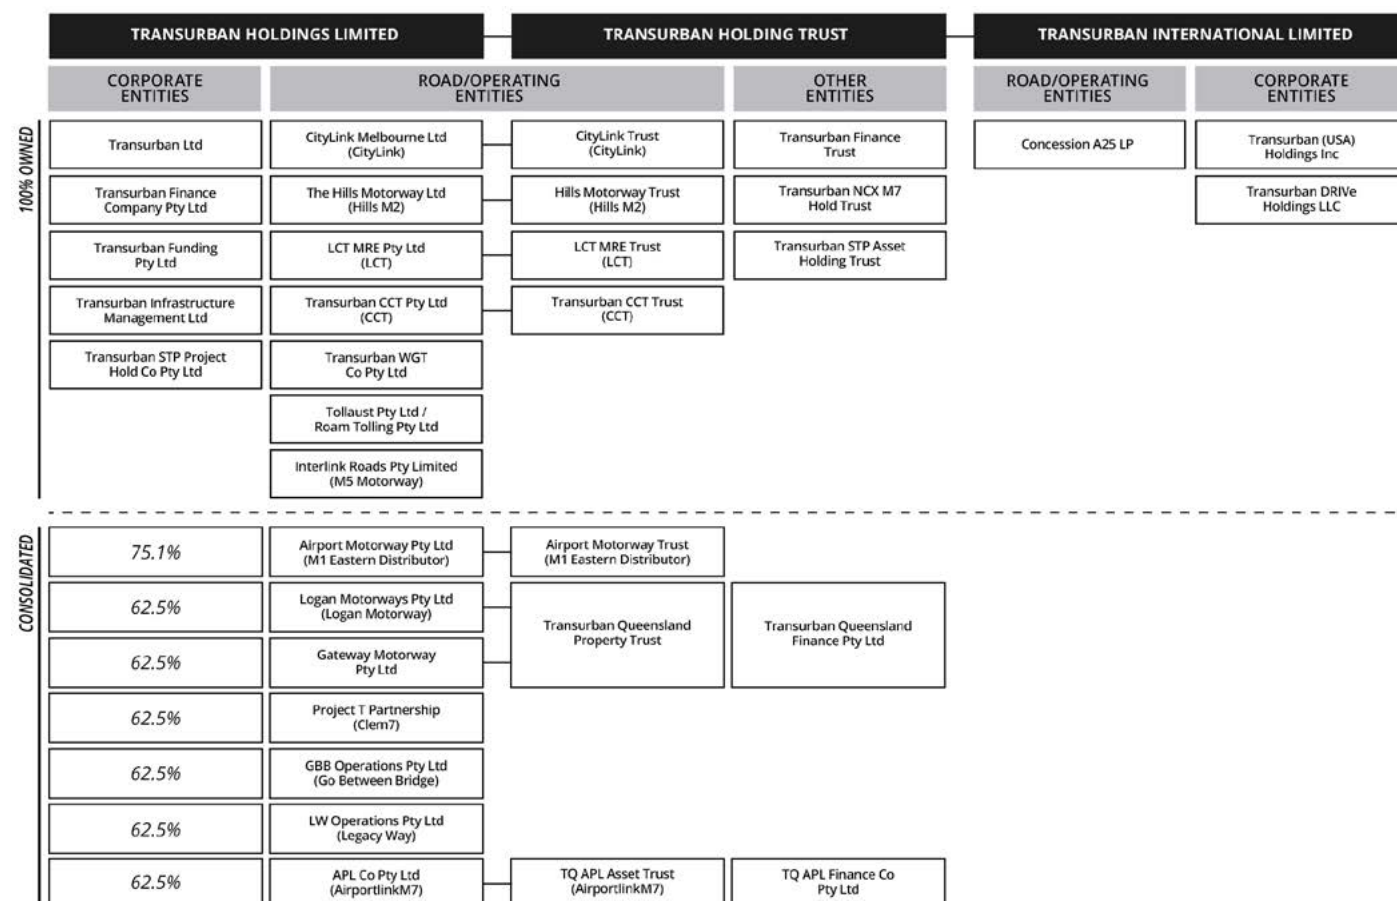 TRANSURBAN HOLDINGS LIMITED
TRANSURBAN HOLDING TRUST
TRANSURBAN INTERNATIONAL LIMITED
CORPORATE
ENTITIES
ROAD/OPERATING
ENTITIES
OTHER
ENTITIES
ROAD/OPERATING
ENTITIES
CORPORATE
ENTITIES
100% OWNED
Transurban Ltd
CityLink Melbourne Ltd
(CityLink)
CityLink Trust
(CityLink)
Transurban Finance
Trust
Concession A25 LP
Transurban (USA)
Holdings Inc
Transurban Finance
Company Pty Ltd
The Hills Motorway Ltd
(Hills M2)
Hills Motorway Trust
(Hills M2)
Transurban NCX M7
Hold Trust
Transurban DRIVe
Holdings LLC
Transurban Funding
Pty Ltd
LCT MRE Pty Ltd
(LCT)
LCT MRE Trust
(LCT)
Transurban STP Asset
Holding Trust
Transurban Infrastructure
Management Ltd
Transurban CCT Pty Ltd
(CCT)
Transurban CCT Trust
(CCT)
Transurban STP Project
Hold Co Pty Ltd
Transurban WGT
Co Pty Ltd
Tollaust Pty Ltd /
Roam Tolling Pty Ltd
Interlink Roads Pty Limited
(M5 Motorway)
CONSOLIDATED
75.1%
Airport Motorway Pty Ltd
(M1 Eastern Distributor)
Airport Motorway Trust
(M1 Eastern Distributor)
62.5%
Logan Motorways Pty Ltd
(Logan Motorway)
Transurban Queensland
Property Trust
Transurban Queensland
Finance Pty Ltd
62.5%
Gateway Motorway
Pty Ltd
62.5%
Project T Partnership
(Clem7)
62.5%
GBB Operations Pty Ltd
(Go Between Bridge)
62.5%
LW Operations Pty Ltd
(Legacy Way)
62.5%
APL Co Pty Ltd
(AirportlinkM7)
TQ APL Asset Trust
(AirportlinkM7)
TQ APL Finance Co
Pty Ltd